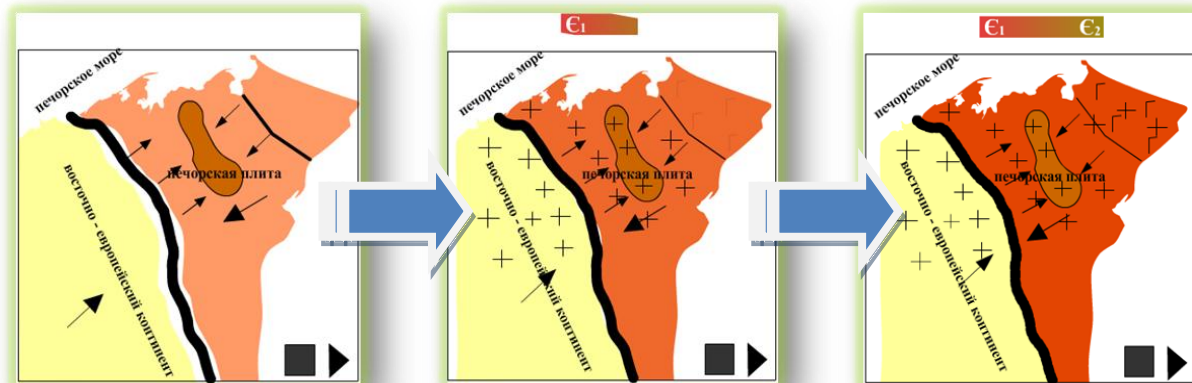 печорское море
печорская плита
восточно - европейский континент
Є1
печорское море
печорская плита
восточно - европейский континент
Є1 Є2
печорское море
печорская плита
восточно - европейский континент